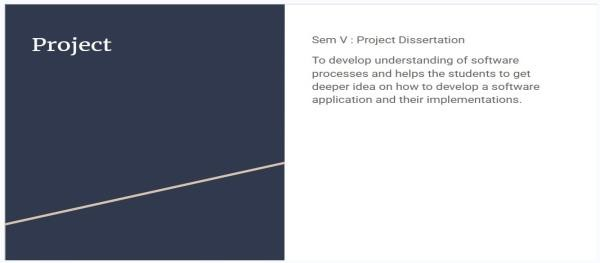 Project
Sem V : Project Dissertation
To develop understanding of software
processes and helps the students to get
deeper idea on how to develop a software
application and their implementations.